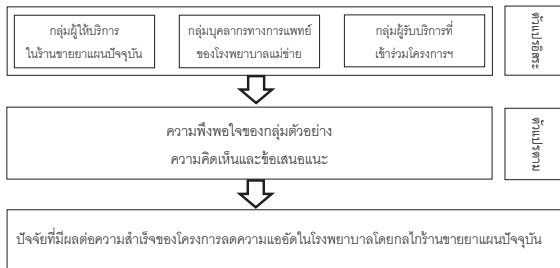 กลุ่มผู้ให้บริการ
ในร้านขายยาแผนปัจจุบัน
กลุ่มบุคลากรทางการแพทย์
ของโรงพยาบาลแม่ข่าย
กลุ่มผู้รับบริการที่
เข้าร่วมโครงการฯ
ตัวแปรอิสระ
ความพึงพอใจของกลุ่มตัวอย่าง
ความคิดเห็นและข้อเสนอแนะ
ตัวแปรตาม
ปัจจัยที่มีผลต่อความสำเร็จของโครงการลดความแออัดในโรงพยาบาลโดยกลไกร้านขายยาแผนปัจจุบัน